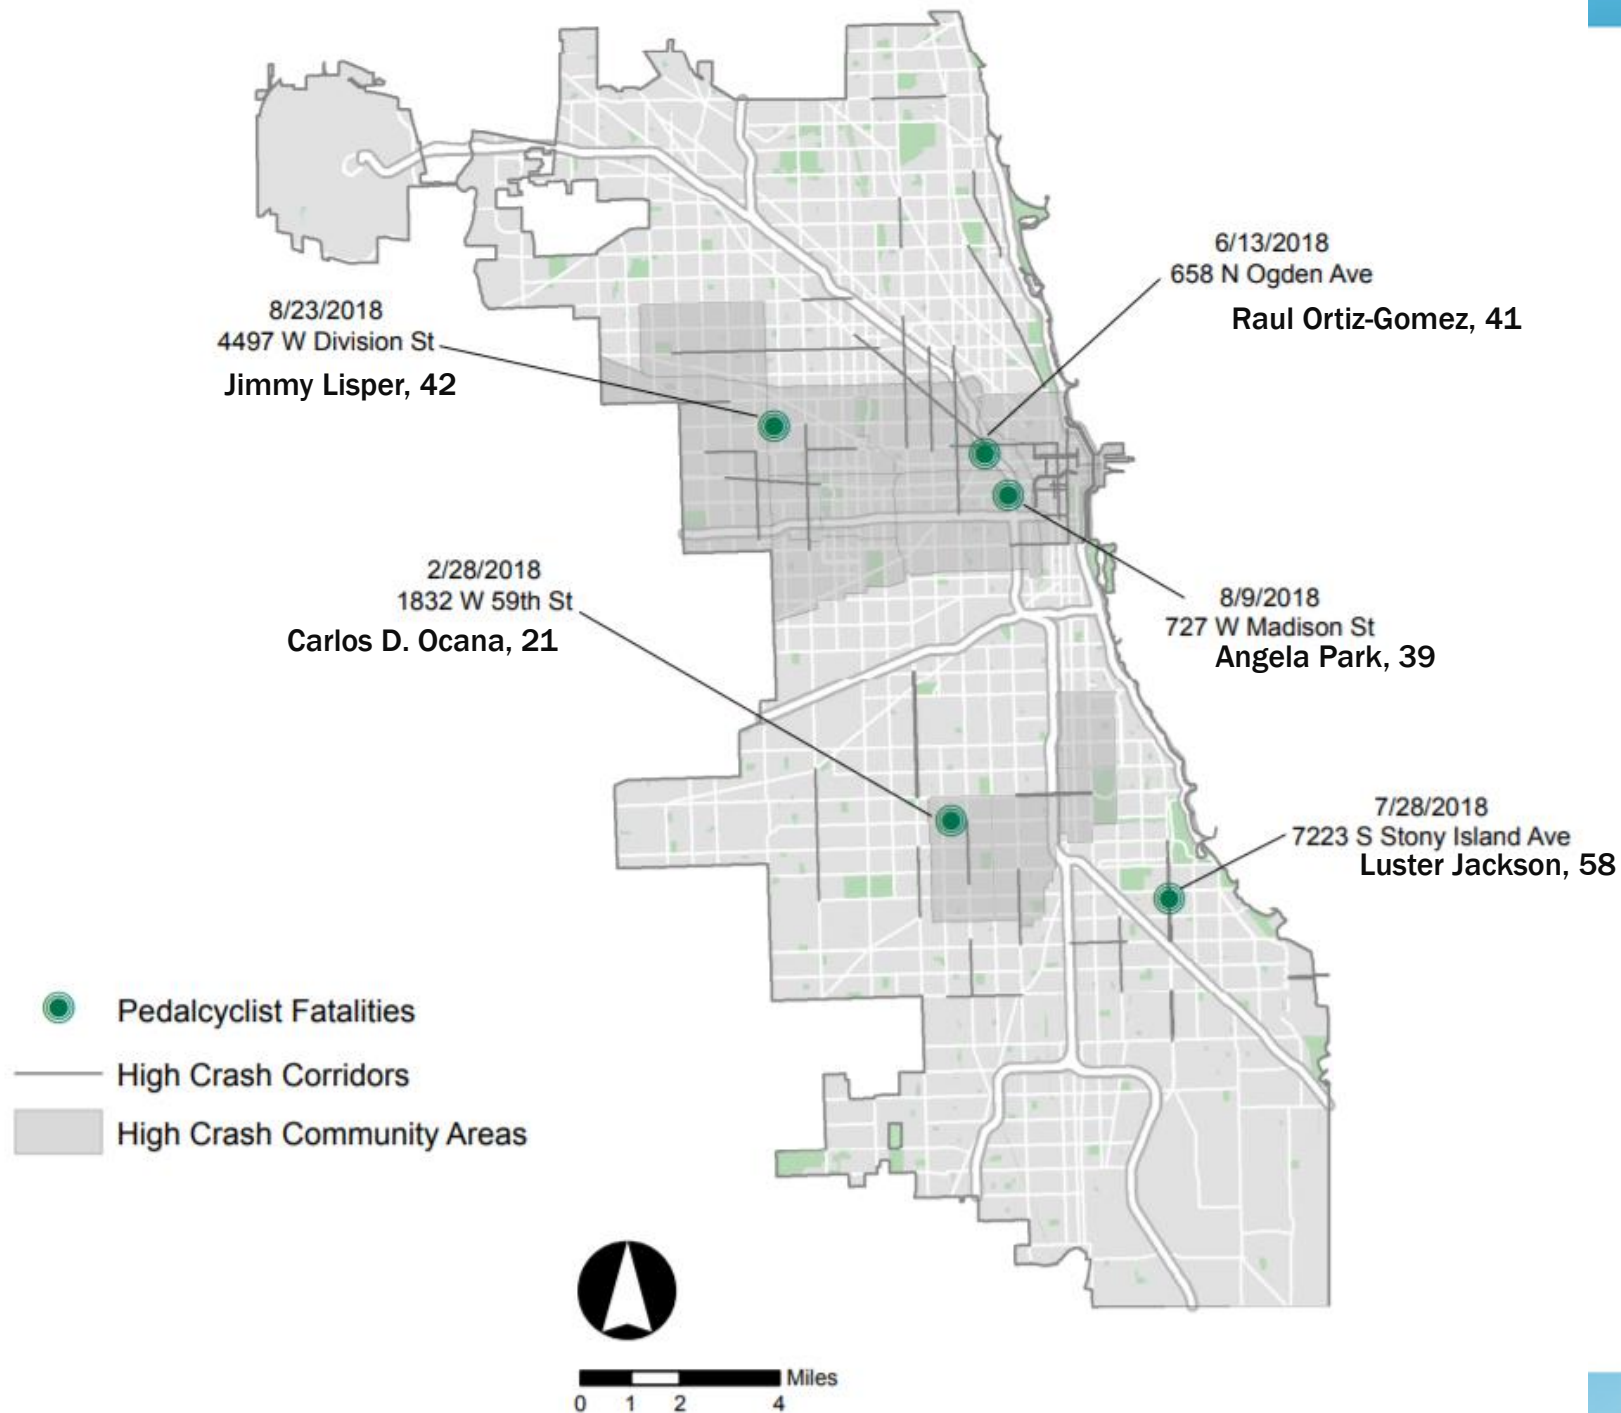 6/13/2018
658 N Ogden Ave
Raul Ortiz-Gomez, 41
8/23/2018
4497 W Division St
Jimmy Lisper, 42
2/28/2018
1832 W 59th St
Carlos D. Ocana, 21
8/9/2018
727 W Madison St
Angela Park, 39
7/28/2018
7223 S Stony Island Ave
Luster Jackson, 58
Pedalcyclist Fatalities
High Crash Corridors
High Crash Community Areas
Miles
0 1 2 4